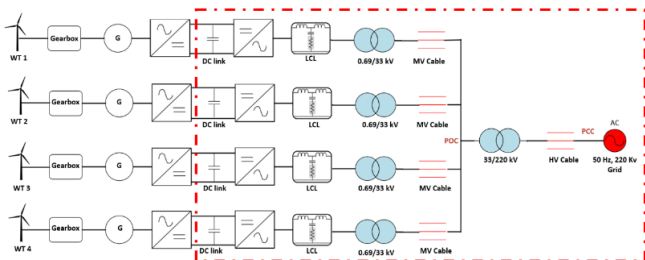 WT 1
Gearbox
G
DC link
LCL
0.69/33 kV
MV Cable
WT 2
Gearbox
G
DC link
LCL
0.69/33 kV
MV Cable
POC
33/220 kV
HV Cable
PCC
AC
50 Hz, 220 Kv
Grid
WT 3
Gearbox
G
DC link
LCL
0.69/33 kV
MV Cable
WT 4
Gearbox
G
DC link
LCL
0.69/33 kV
MV Cable